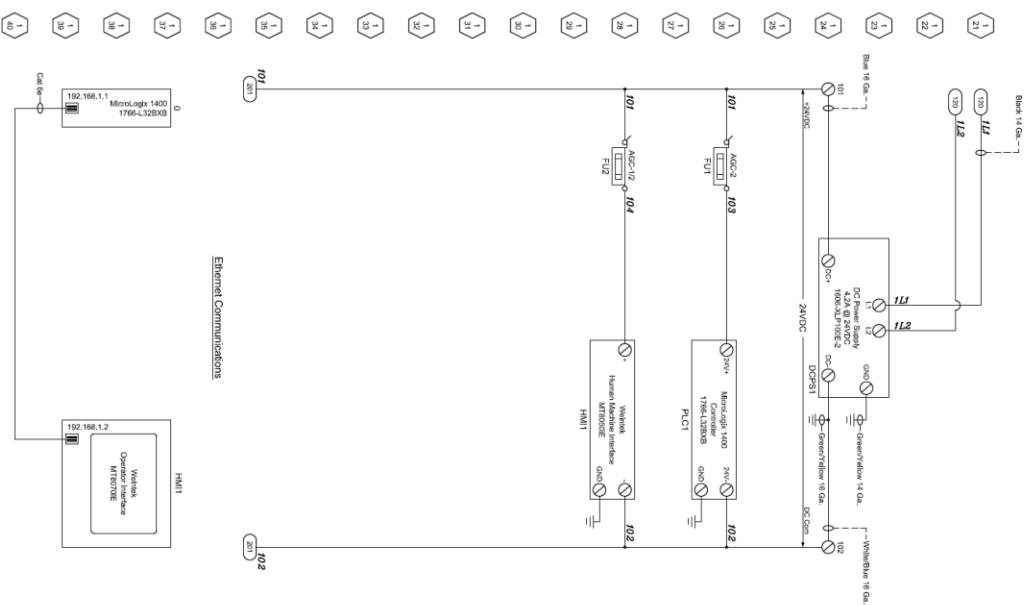 1
21
1
22
1
23
1
24
1
25
1
26
1
27
1
28
1
29
1
30
1
31
1
32
1
33
1
34
1
35
1
36
1
37
1
38
1
39
1
40
Black 14 Ga.
120
1L1
120
1L2
1L1
1L2
L1
L2
GND
DC Power Supply
4.2A @ 24VDC
1606-XLP100E-2
DC+
DC-
DCPS1
Green/Yellow 14 Ga.
Green/Yellow 16 Ga.
Blue 16 Ga.
101
White/Blue 16 Ga.
102
+24VDC
24VDC
DC Com
101
AGC-2
FU1
103
24V+
MicroLogix 1400
Controller
1766-L32BXB
24V-
GND
PLC1
102
101
AGC-1/2
FU2
104
+
Weintek
Human Machine Interface
MT8050iE
-
GND
HMI1
102
101
201
102
201
Ethernet Communications
0
MicroLogix 1400
1766-L32BXB
192.168.1.1
Cat 6e
HMI1
Weintek
Operator Interface
MT8070iE
192.168.1.2